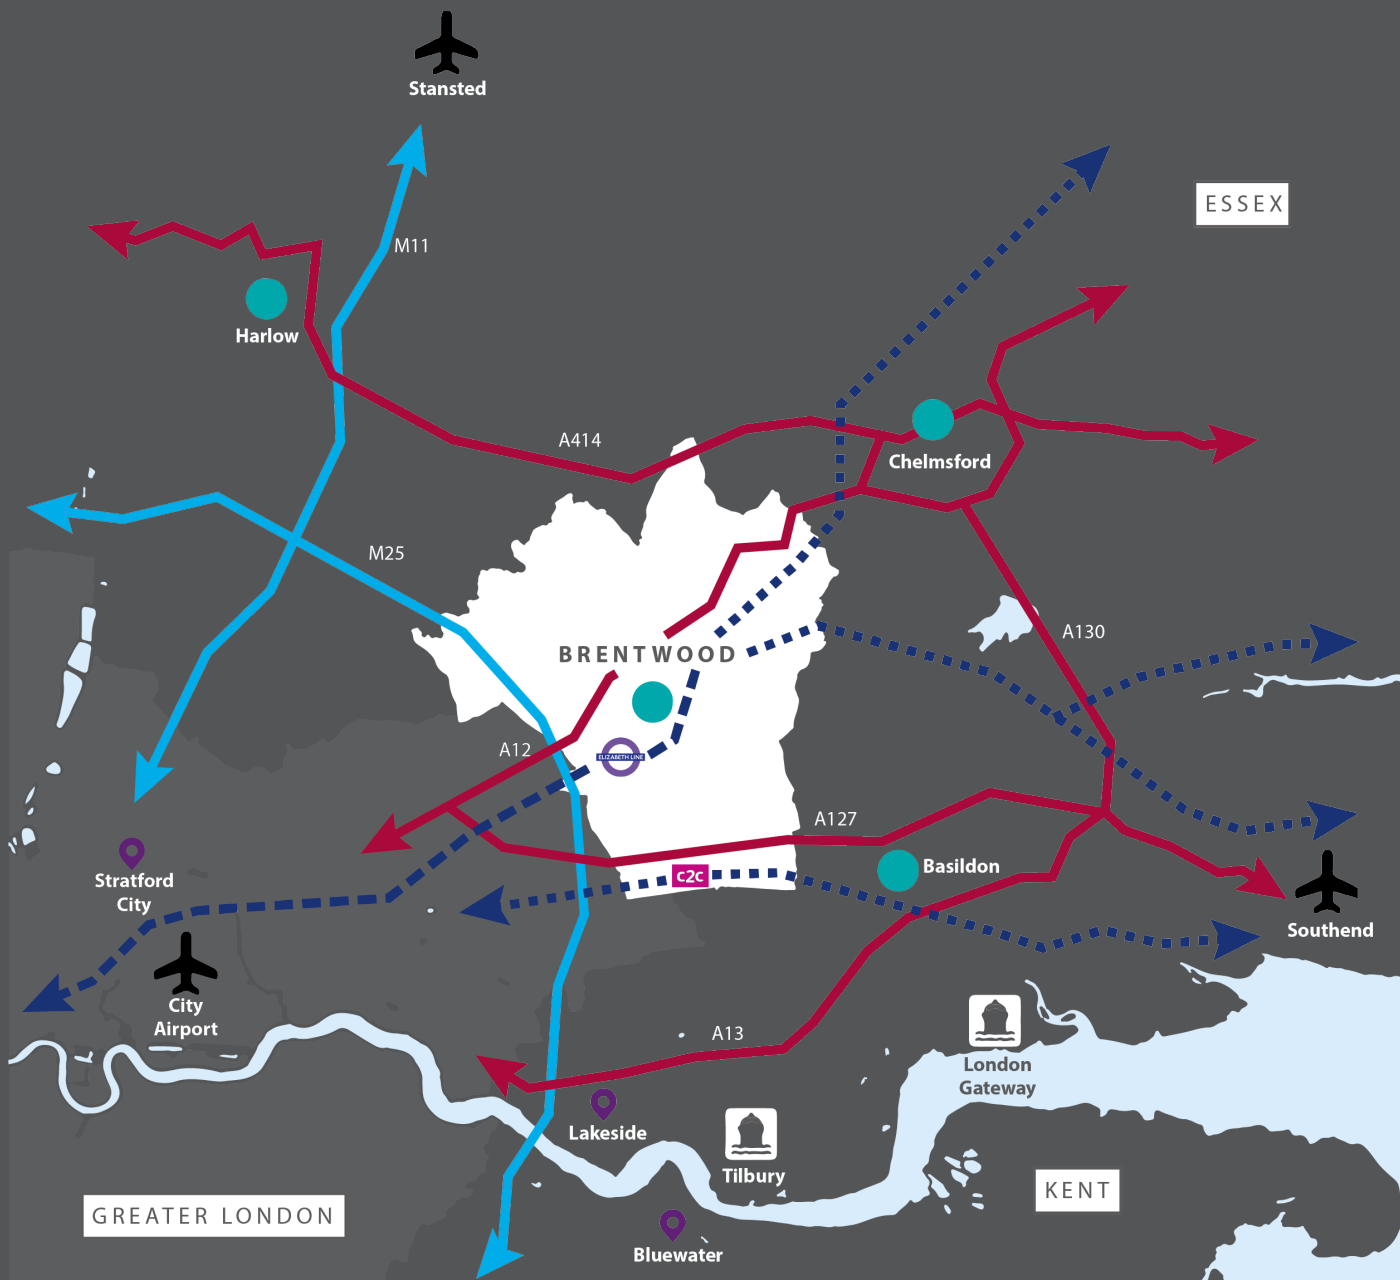 Stansted
ESSEX
M11
Harlow
A414
Chelmsford
M25
A130
BRENTWOOD
A12
ELIZABETH LINE
A127
Basildon
c2c
Stratford
City
Southend
City
Airport
A13
London
Gateway
Lakeside
Tilbury
KENT
GREATER LONDON
Bluewater